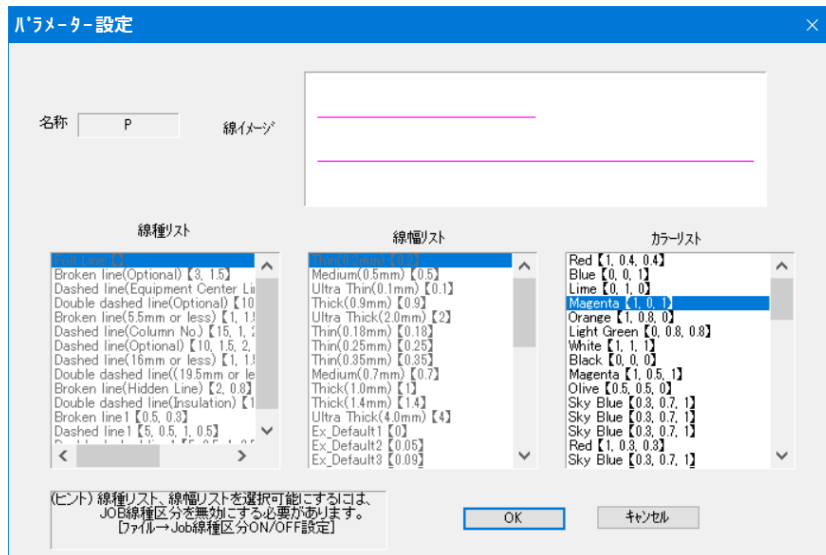 パラメーター設定
名称
P
線イメージ
線種リスト
Full Line【】
Broken line(Optional)【3, 1.5】
Dashed line(Equipment Center Li
Double dashed line(Optional)【10
Broken line(5.5mm or less)【1, 1.
Dashed line(Column No.)【15, 1, 2
Dashed line(Optional)【10, 1.5, 2,
Dashed line(16mm or less)【1, 1.
Double dashed line((19.5mm or le
Broken line(Hidden Line)【2, 0.8】
Double dashed line(Insulation)【1
Broken line1【0.5, 0.3】
Dashed line1【5, 0.5, 1, 0.5】
線幅リスト
Thin(0.2mm)【0.2】
Medium(0.5mm)【0.5】
Ultra Thin(0.1mm)【0.1】
Thick(0.9mm)【0.9】
Ultra Thick(2.0mm)【2】
Thin(0.18mm)【0.18】
Thin(0.25mm)【0.25】
Thin(0.35mm)【0.35】
Medium(0.7mm)【0.7】
Thick(1.0mm)【1】
Thick(1.4mm)【1.4】
Ultra Thick(4.0mm)【4】
Ex_Default1【0】
Ex_Default2【0.05】
Ex_Default3【0.09】
カラーリスト
Red【1, 0.4, 0.4】
Blue【0, 0, 1】
Lime【0, 1, 0】
Magenta【1, 0, 1】
Orange【1, 0.8, 0】
Light Green【0, 0.8, 0.8】
White【1, 1, 1】
Black【0, 0, 0】
Magenta【1, 0.5, 1】
Olive【0.5, 0.5, 0】
Sky Blue【0.3, 0.7, 1】
Sky Blue【0.3, 0.7, 1】
Sky Blue【0.3, 0.7, 1】
Red【1, 0.3, 0.3】
Sky Blue【0.3, 0.7, 1】
(ヒント) 線種リスト、線幅リストを選択可能にするには、
JOB線種区分を無効にする必要があります。
[ファイル→Job線種区分ON/OFF設定]
OK
キャンセル